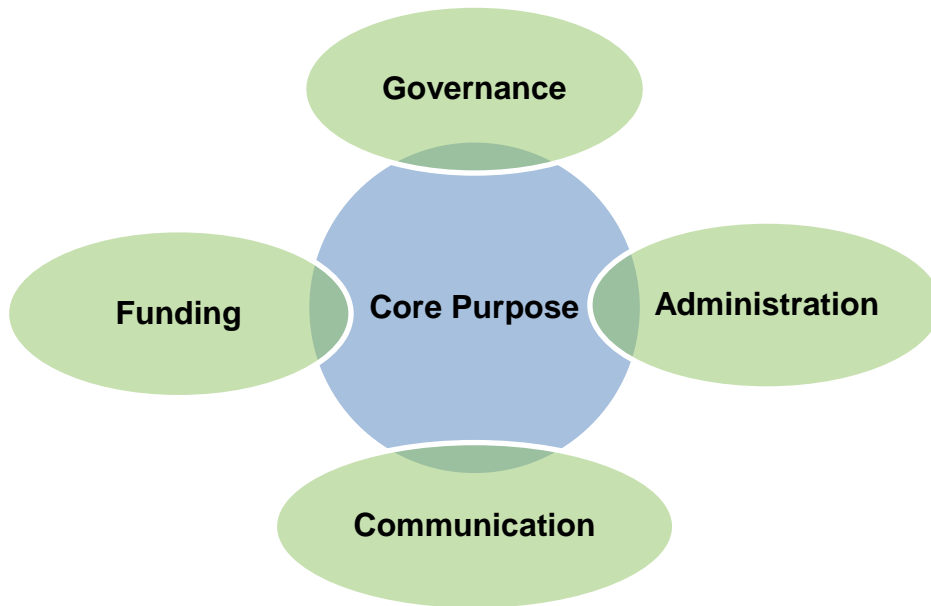 Governance
Funding
Core Purpose
Administration
Communication